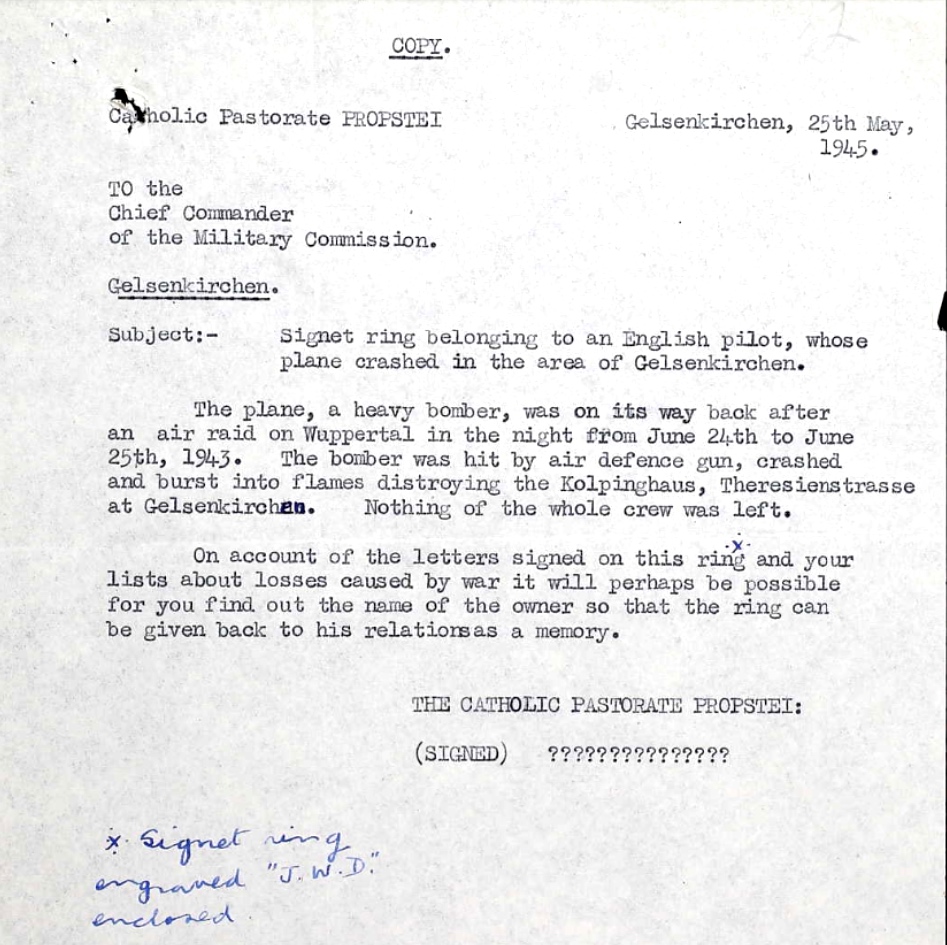 COPY.
Catholic Pastorate PROPSTEI
Gelsenkirchen, 25th May,
1945.
TO the
Chief Commander
of the Military Commission.
Gelsenkirchen.
Subject:- Signet ring belonging to an English pilot, whose
plane crashed in the area of Gelsenkirchen.
The plane, a heavy bomber, was on its way back after
an air raid on Wuppertal in the night from June 24th to June
25th, 1943. The bomber was hit by air defence gun, crashed
and burst into flames distroying the Kolpinghaus, Theresienstrasse
at Gelsenkirchen. Nothing of the whole crew was left.
x
On account of the letters signed on this ring and your
lists about losses caused by war it will perhaps be possible
for you find out the name of the owner so that the ring can
be given back to his relationsas a memory.
THE CATHOLIC PASTORATE PROPSTEI:
(SIGNED) ???????????????
x. Signet ring
engraved "J.W.D."
enclosed.